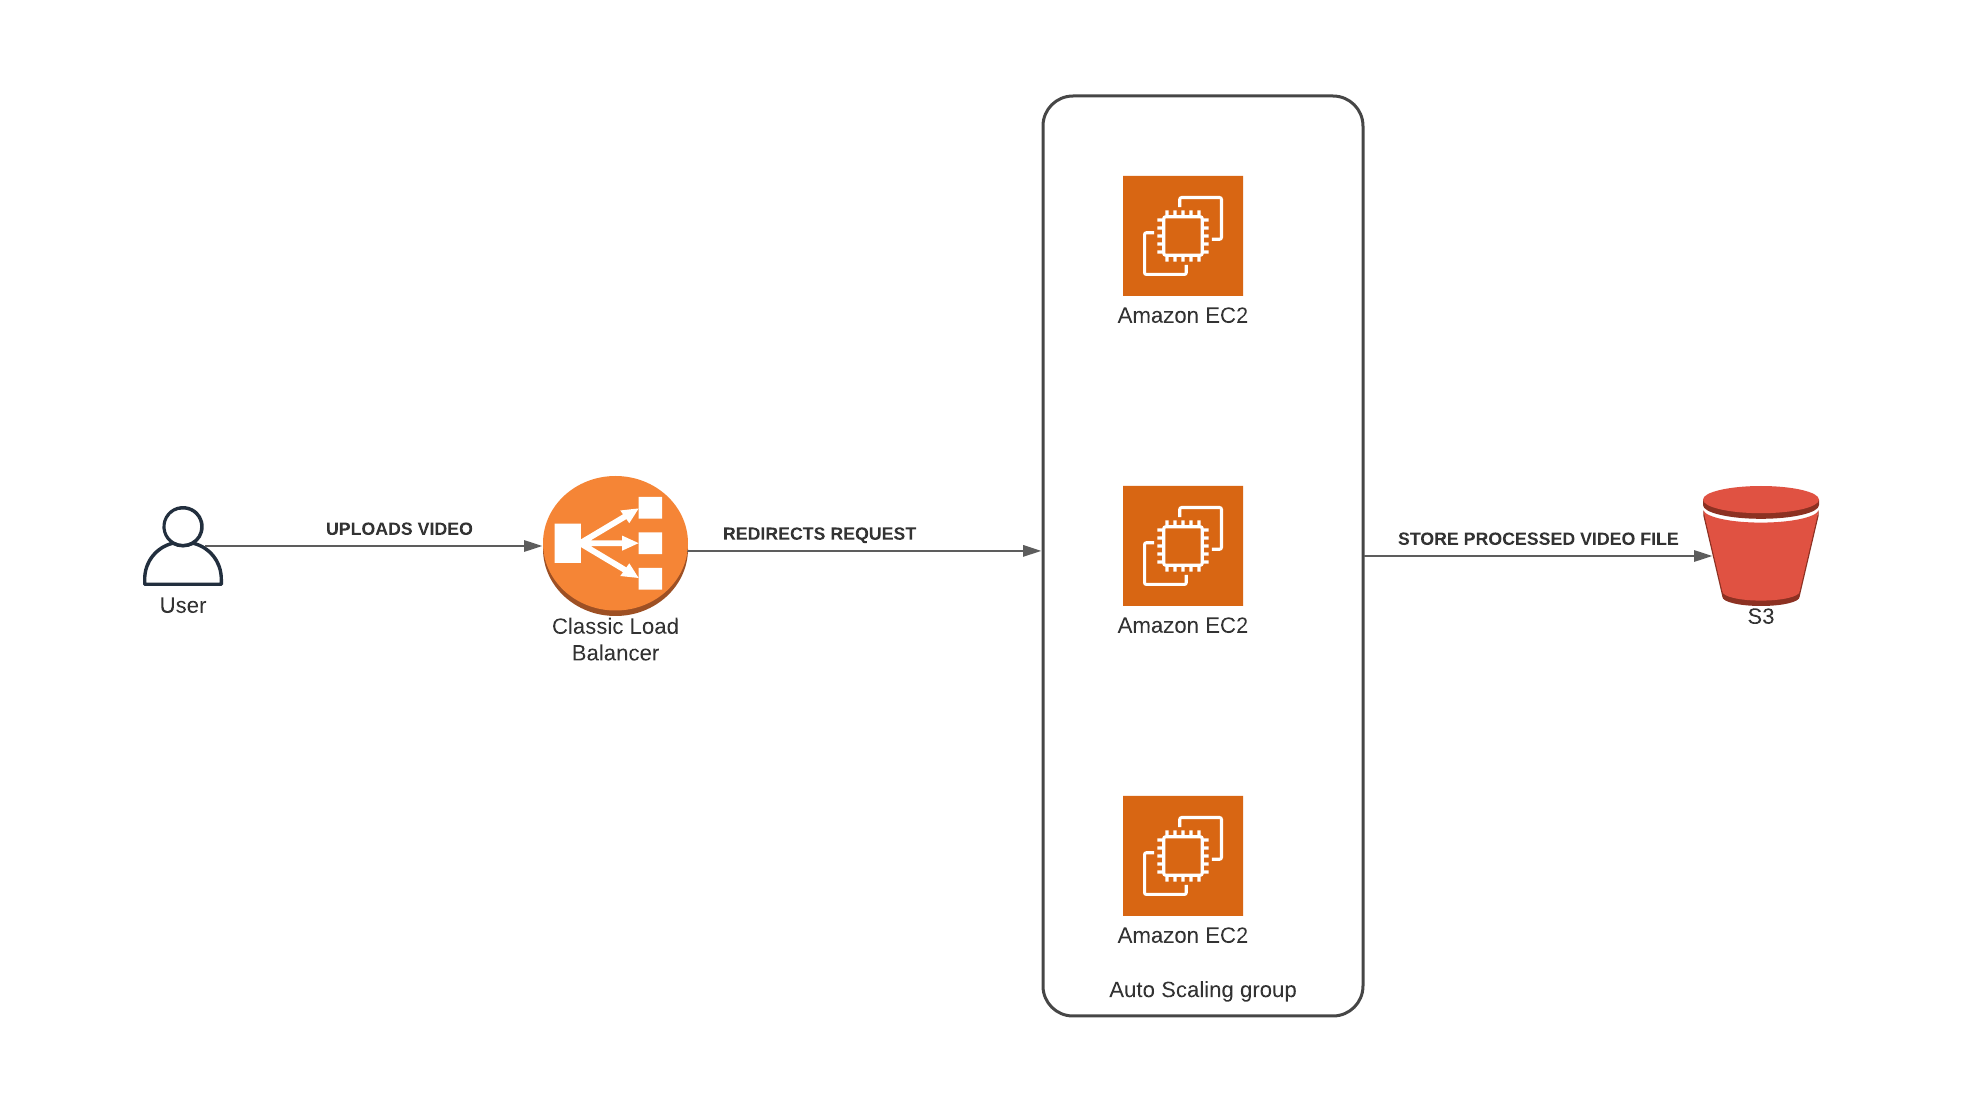 User
UPLOADS VIDEO
Classic Load
Balancer
REDIRECTS REQUEST
Amazon EC2
Amazon EC2
Amazon EC2
Auto Scaling group
STORE PROCESSED VIDEO FILE
S3